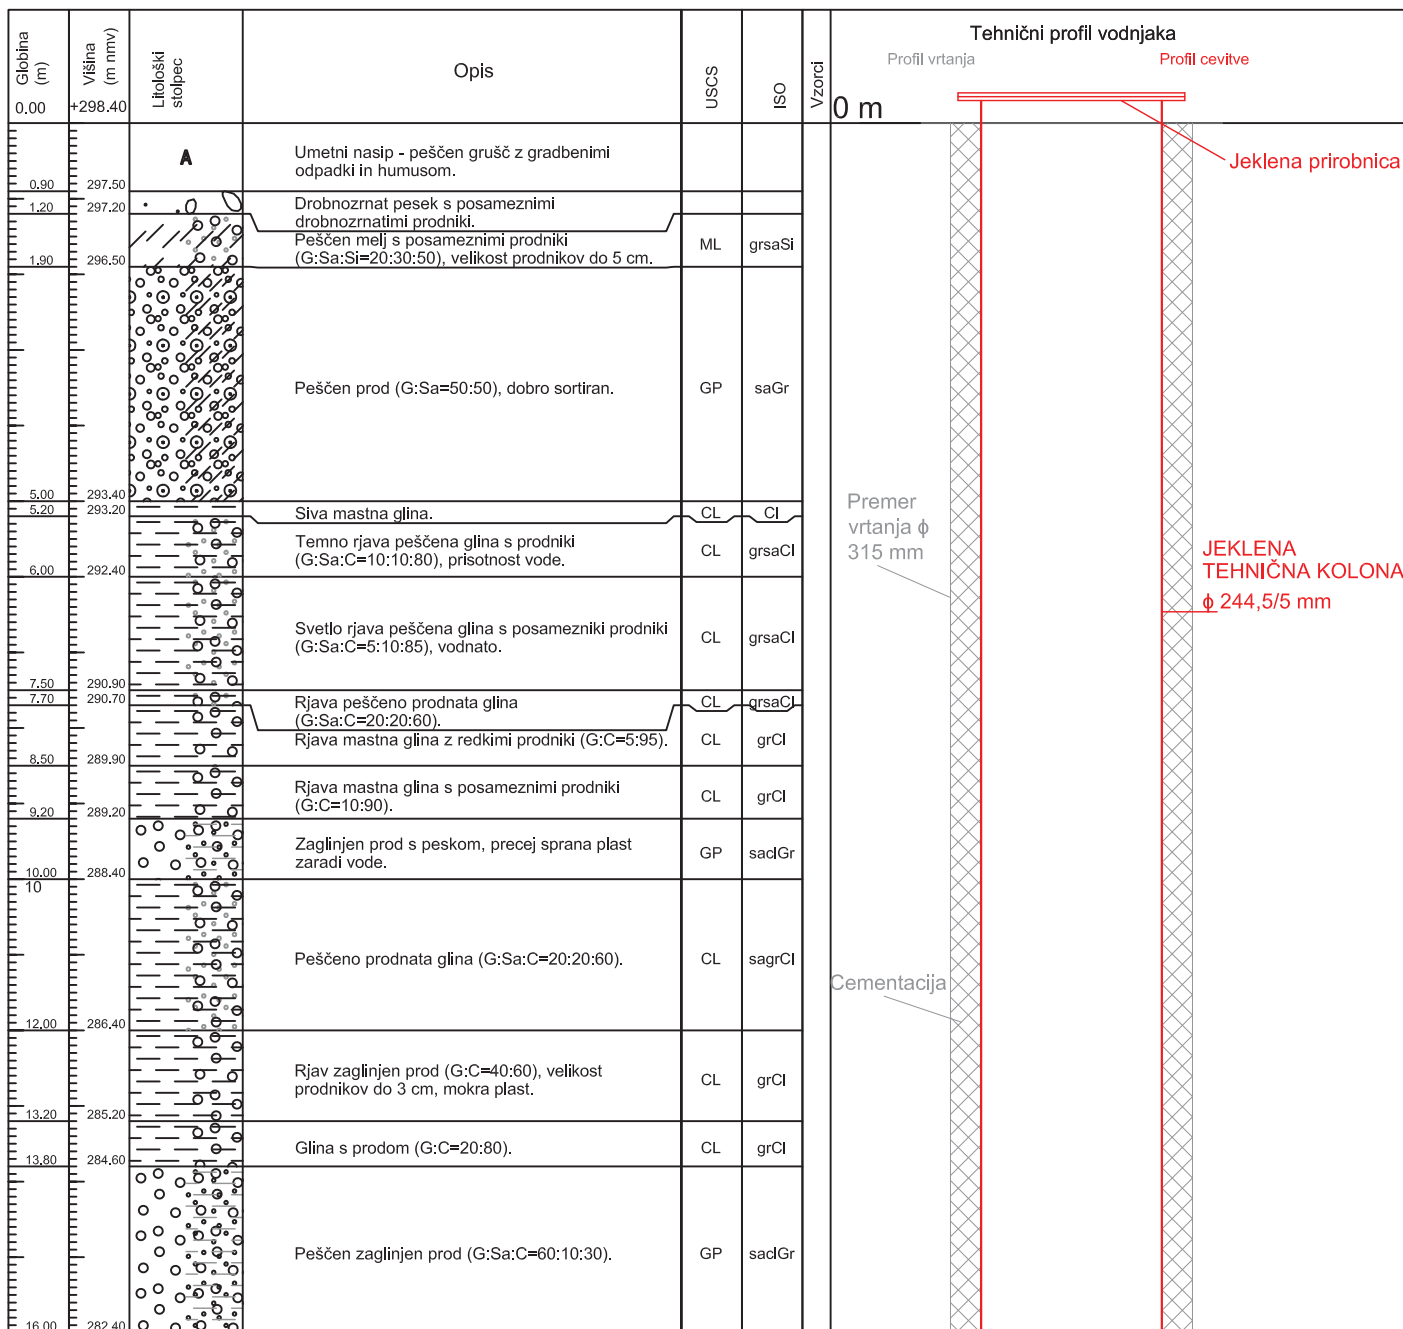 Globina
(m)
0.00
Višina
(m nmv)
+298.40
Litološki
stolpec
Opis
USCS
ISO
Vzorci
Tehnični profil vodnjaka
Profil vrtanja
Profil cevitve
0 m
Jeklena prirobnica
A
Umetni nasip - peščen grušč z gradbenimi
odpadki in humusom.
0.90
297.50
Drobnozrnat pesek s posameznimi
drobnozrnatimi prodniki.
1.20
297.20
Peščen melj s posameznimi prodniki
(G:Sa:Si=20:30:50), velikost prodnikov do 5 cm.
ML
grsaSi
1.90
296.50
Peščen prod (G:Sa=50:50), dobro sortiran.
GP
saGr
5.00
293.40
Siva mastna glina.
CL
Cl
5.20
293.20
Temno rjava peščena glina s prodniki
(G:Sa:C=10:10:80), prisotnost vode.
CL
grsaCl
6.00
292.40
Premer
vrtanja ϕ
315 mm
JEKLENA
TEHNIČNA KOLONA
ϕ 244,5/5 mm
Svetlo rjava peščena glina s posamezniki prodniki
(G:Sa:C=5:10:85), vodnato.
CL
grsaCl
7.50
290.90
Rjava peščeno prodnata glina
(G:Sa:C=20:20:60).
CL
grsaCl
7.70
290.70
Rjava mastna glina z redkimi prodniki (G:C=5:95).
CL
grCl
8.50
289.90
Rjava mastna glina s posameznimi prodniki
(G:C=10:90).
CL
grCl
9.20
289.20
Zaglinjen prod s peskom, precej sprana plast
zaradi vode.
GP
saclGr
10.00
288.40
10
Peščeno prodnata glina (G:Sa:C=20:20:60).
CL
sagrCl
Cementacija
12.00
286.40
Rjav zaglinjen prod (G:C=40:60), velikost
prodnikov do 3 cm, mokra plast.
CL
grCl
13.20
285.20
Glina s prodom (G:C=20:80).
CL
grCl
13.80
284.60
Peščen zaglinjen prod (G:Sa:C=60:10:30).
GP
saclGr
16.00
282.40